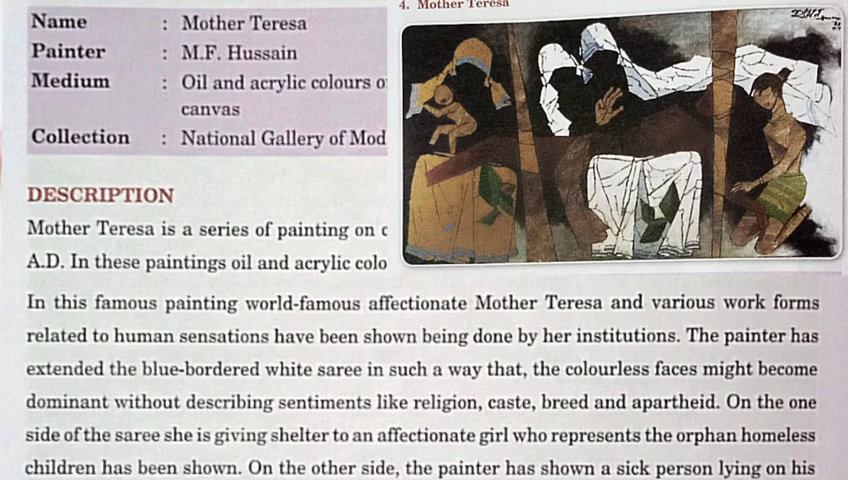 4. Mother Teresa
Name : Mother Teresa
Painter : M.F. Hussain
Medium : Oil and acrylic colours o
canvas
Collection : National Gallery of Mod
DESCRIPTION
Mother Teresa is a series of painting on c
A.D. In these paintings oil and acrylic colo
In this famous painting world-famous affectionate Mother Teresa and various work forms
related to human sensations have been shown being done by her institutions. The painter has
extended the blue-bordered white saree in such a way that, the colourless faces might become
dominant without describing sentiments like religion, caste, breed and apartheid. On the one
side of the saree she is giving shelter to an affectionate girl who represents the orphan homeless
children has been shown. On the other side, the painter has shown a sick person lying on his